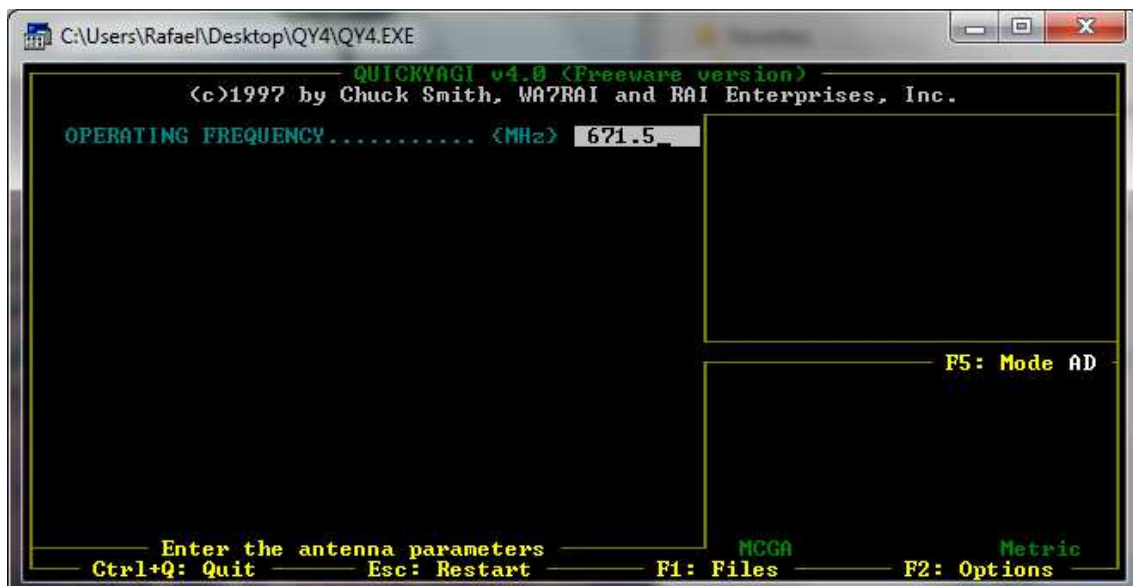 C:\Users\Rafael\Desktop\QY4\QY4.EXE
QUICKYAGI v4.0 (Freeware version)
(c)1997 by Chuck Smith, WA7RAI and RAI Enterprises, Inc.
OPERATING FREQUENCY........... (MHz) 671.5_
F5: Mode AD
Enter the antenna parameters
MCGA
Metric
Ctrl+Q: Quit
Esc: Restart
F1: Files
F2: Options